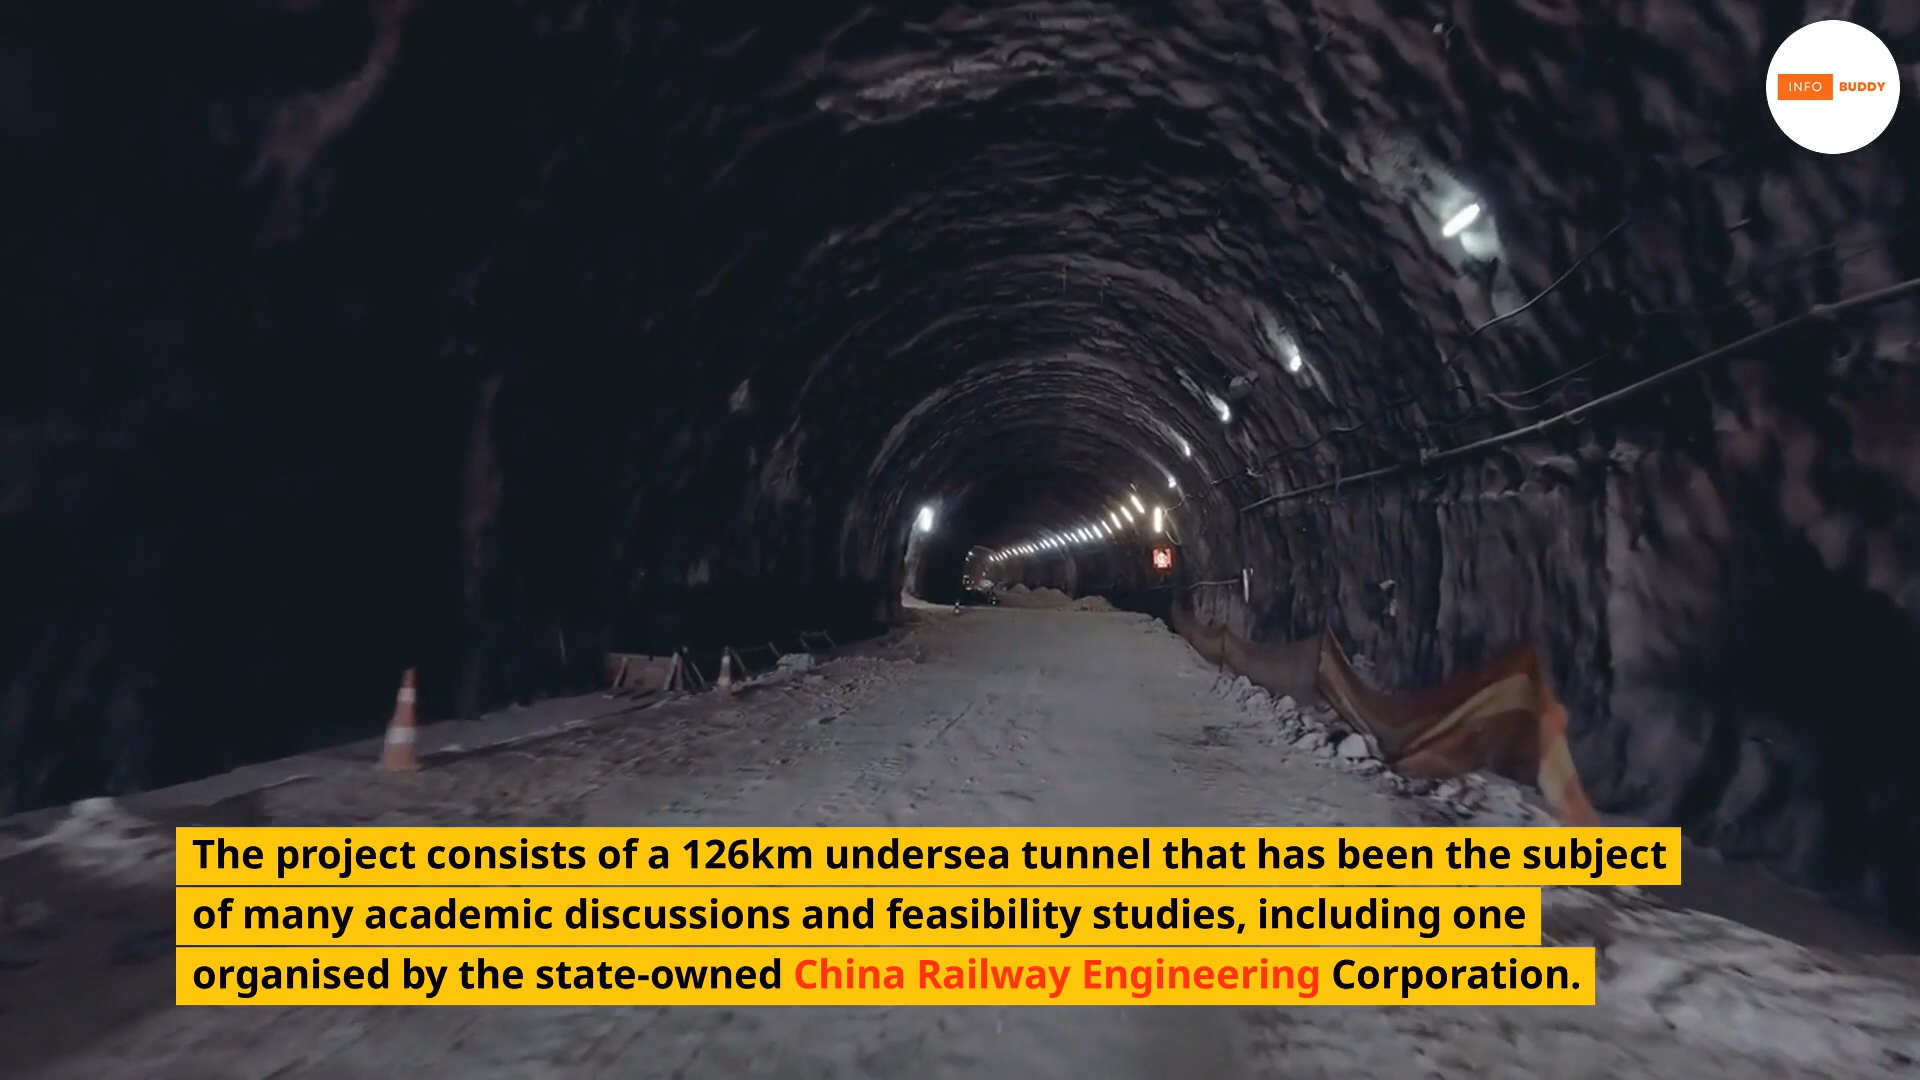 INFO BUDDY
The project consists of a 126km undersea tunnel that has been the subject
of many academic discussions and feasibility studies, including one
organised by the state-owned China Railway Engineering Corporation.